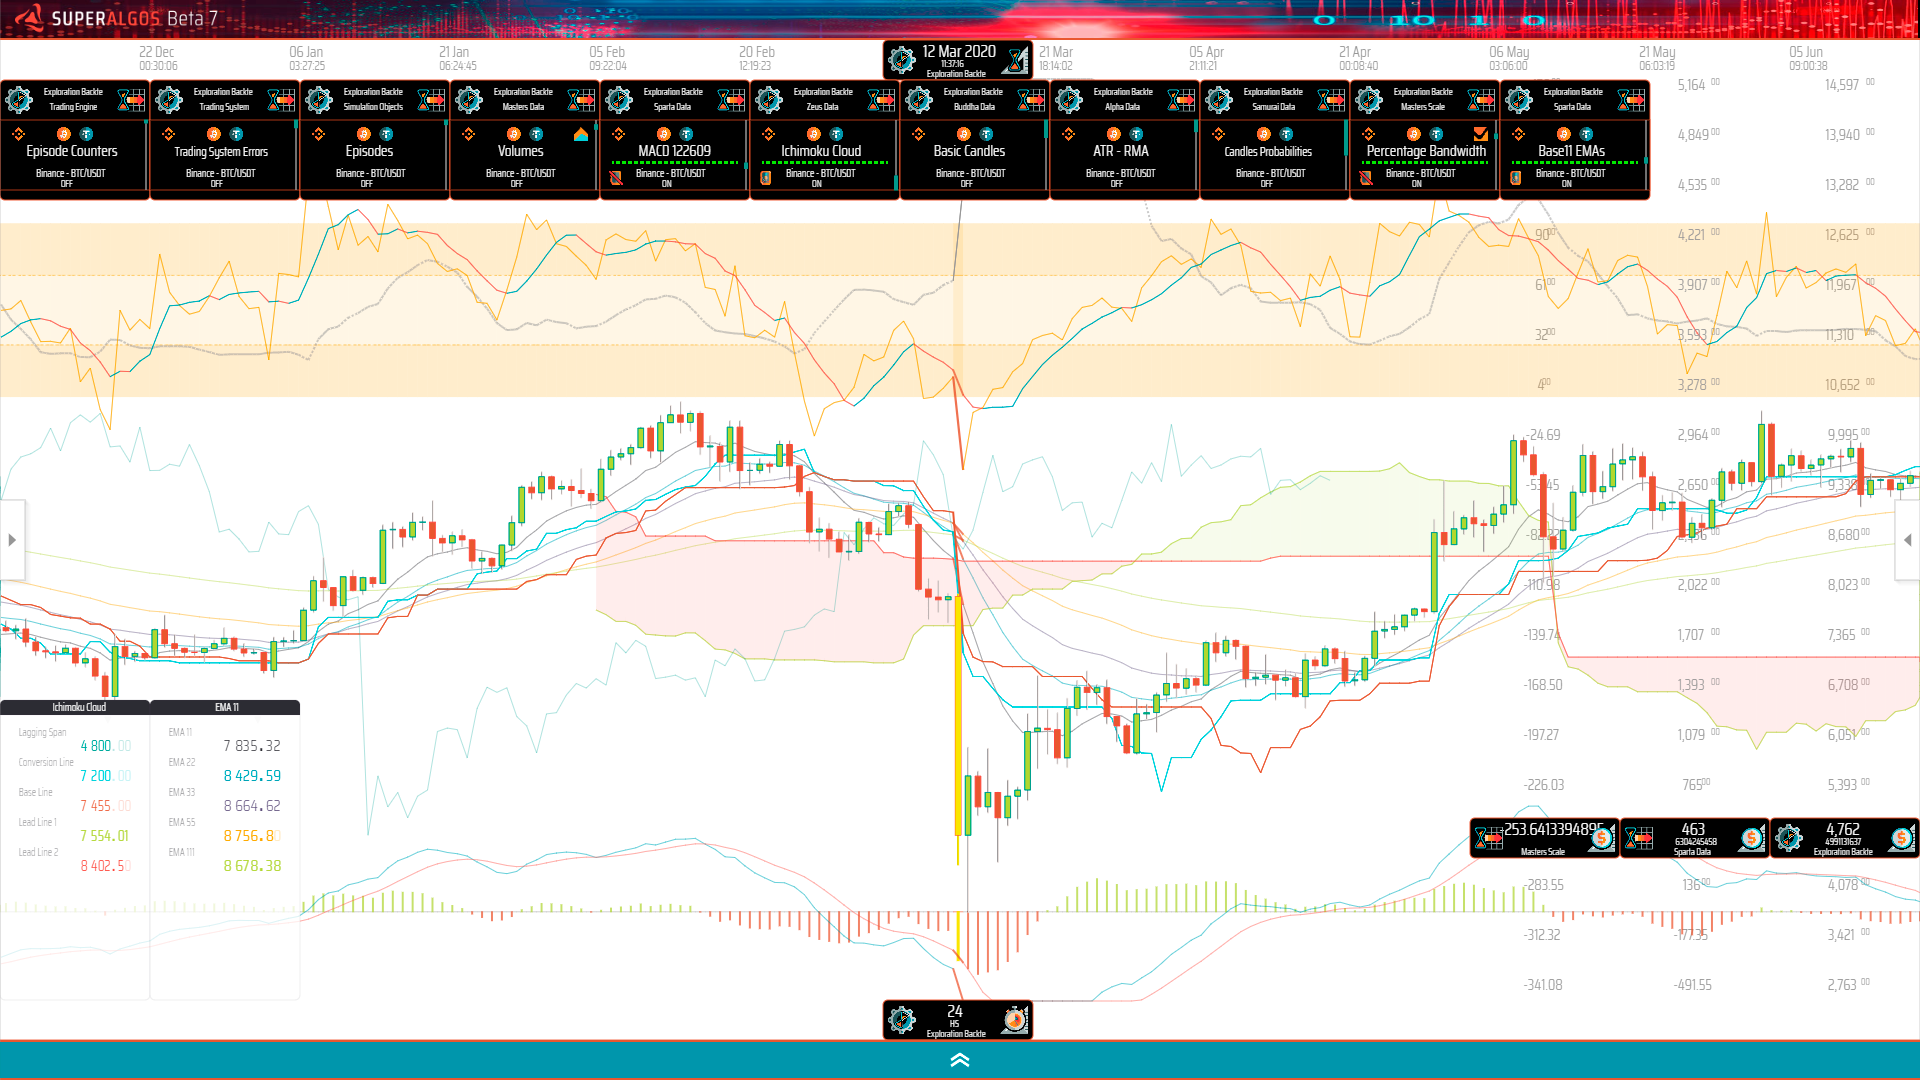 SUPERALGOS Beta 7
0 10 1 0
22 Dec
00:30:06
06 Jan
03:27:25
21 Jan
06:24:45
05 Feb
09:22:04
20 Feb
12:19:23
12 Mar 2020
11:37:16
Exploration Backte
21 Mar
18:14:02
05 Apr
21:11:21
21 Apr
00:08:40
06 May
03:06:00
21 May
06:03:19
05 Jun
09:00:38
Exploration Backte
Trading Engine
Episode Counters
Binance - BTC/USDT
OFF
Exploration Backte
Trading System
Trading System Errors
Binance - BTC/USDT
OFF
Exploration Backte
Simulation Objects
Episodes
Binance - BTC/USDT
OFF
Exploration Backte
Masters Data
Volumes
Binance - BTC/USDT
OFF
Exploration Backte
Sparta Data
MACD 122609
Binance - BTC/USDT
ON
Exploration Backte
Zeus Data
Ichimoku Cloud
Binance - BTC/USDT
ON
Exploration Backte
Buddha Data
Basic Candles
Binance - BTC/USDT
OFF
Exploration Backte
Alpha Data
ATR - RMA
Binance - BTC/USDT
OFF
Exploration Backte
Samurai Data
Candles Probabilities
Binance - BTC/USDT
OFF
Exploration Backte
Masters Scale
Percentage Bandwidth
Binance - BTC/USDT
ON
Exploration Backte
Sparta Data
Base11 EMAs
Binance - BTC/USDT
ON
5,164 00 14,597 00
4,849 00 13,940 00
4,535 00 13,282 00
90 00 4,221 00 12,625 00
61 00 3,907 00 11,967 00
32 00 3,593 00 11,310 00
4 00 3,278 00 10,652 00
-24.69 2,964 00 9,995 00
-53.45 2,650 00 9,338
8,680 00
-110.98 2,022 00 8,023 00
-139.74 1,707 00 7,365 00
-168.50 1,393 00 6,708 00
-197.27 1,079 00 6,051 00
-226.03 765 00 5,393 00
-253.6413394895
Masters Scale
463
6304245458
Sparta Data
4,762
4991131637
Exploration Backte
-283.55 136 00 4,078 00
-312.32 -177.35 3,421 00
-341.08 -491.55 2,763 00
Ichimoku Cloud
Lagging Span
4 800.00
Conversion Line
7 200.00
Base Line
7 455.00
Lead Line 1
7 554.01
Lead Line 2
8 402.50
EMA 11
EMA 11
7 835.32
EMA 22
8 429.59
EMA 33
8 664.62
EMA 55
8 756.80
EMA 111
8 678.38
24
HS
Exploration Backte